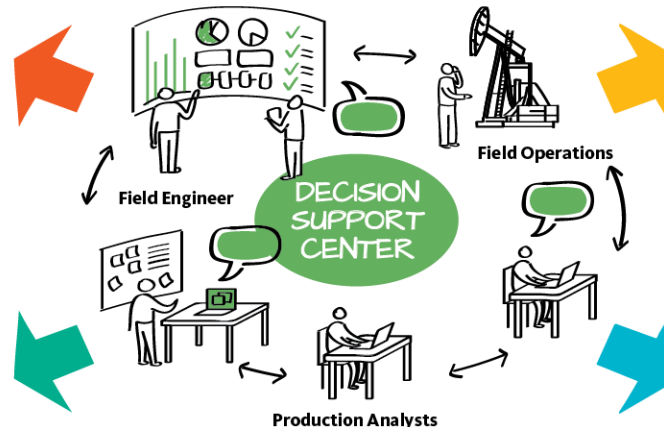 Field Operations
Field Engineer
DECISION
SUPPORT
CENTER
Production Analysts